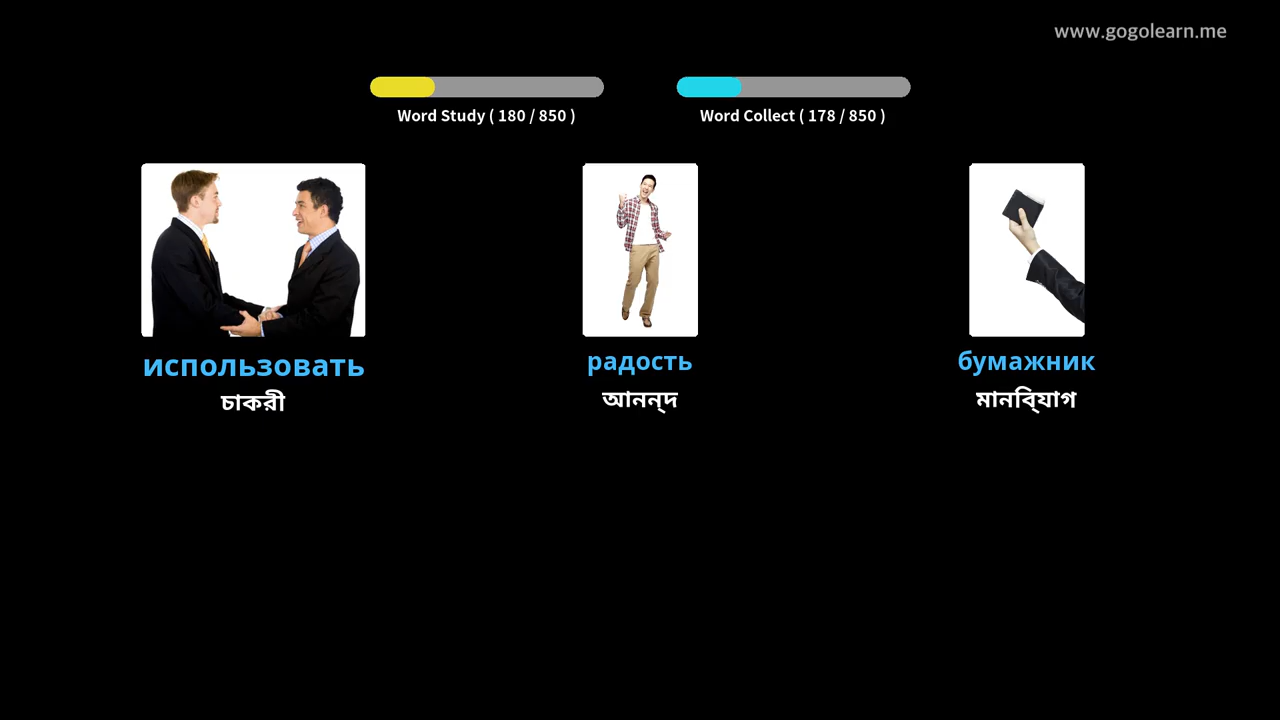 www.gogolearn.me
Word Study ( 180 / 850 )
Word Collect ( 178 / 850 )
использовать
радость
бумажник
চাকরী
আনন্দ
মানিব্যাগ